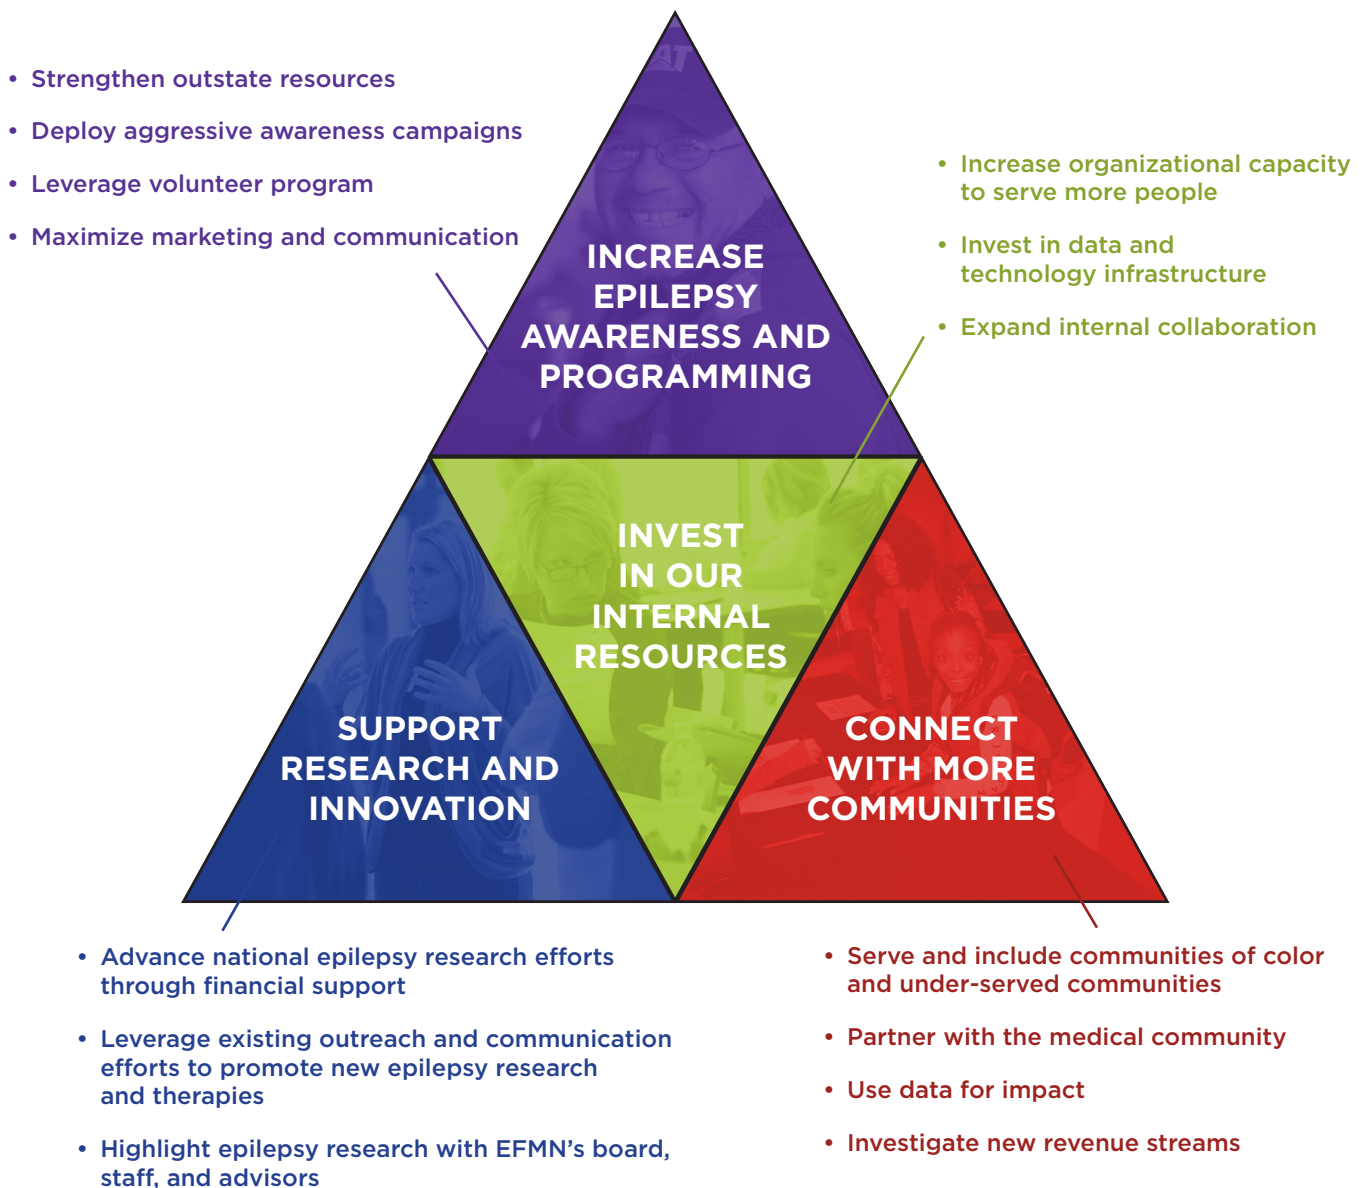 • Strengthen outstate resources
• Deploy aggressive awareness campaigns
• Leverage volunteer program
• Maximize marketing and communication
• Increase organizational capacity
to serve more people
• Invest in data and
technology infrastructure
• Expand internal collaboration
INCREASE
EPILEPSY
AWARENESS AND
PROGRAMMING
INVEST
IN OUR
INTERNAL
RESOURCES
SUPPORT
RESEARCH AND
INNOVATION
CONNECT
WITH MORE
COMMUNITIES
• Advance national epilepsy research efforts
through financial support
• Leverage existing outreach and communication
efforts to promote new epilepsy research
and therapies
• Highlight epilepsy research with EFMN’s board,
staff, and advisors
• Serve and include communities of color
and under-served communities
• Partner with the medical community
• Use data for impact
• Investigate new revenue streams